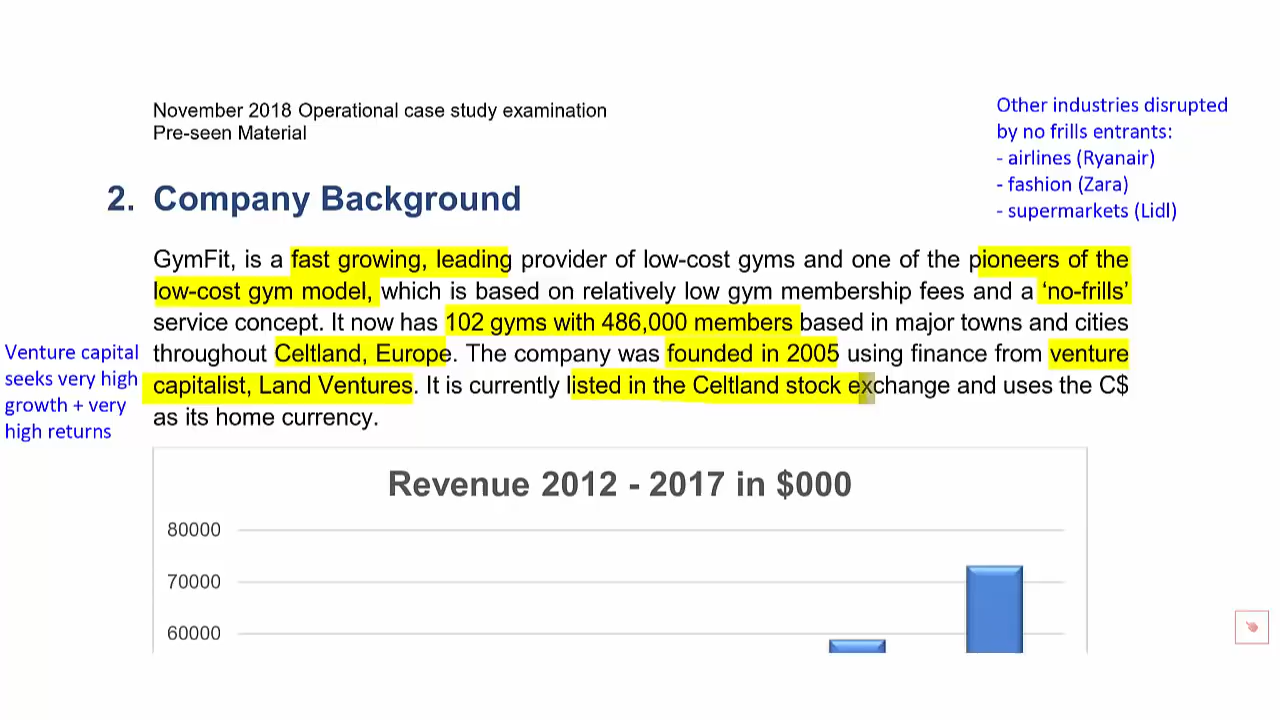 November 2018 Operational case study examination
Pre-seen Material
Other industries disrupted
by no frills entrants:
- airlines (Ryanair)
- fashion (Zara)
- supermarkets (Lidl)
2. Company Background
GymFit, is a fast growing, leading provider of low-cost gyms and one of the pioneers of the
low-cost gym model, which is based on relatively low gym membership fees and a ‘no-frills’
service concept. It now has 102 gyms with 486,000 members based in major towns and cities
throughout Celtland, Europe. The company was founded in 2005 using finance from venture
capitalist, Land Ventures. It is currently listed in the Celtland stock exchange and uses the C$
as its home currency.
Venture capital
seeks very high
growth + very
high returns
Revenue 2012 - 2017 in $000
80000
70000
60000